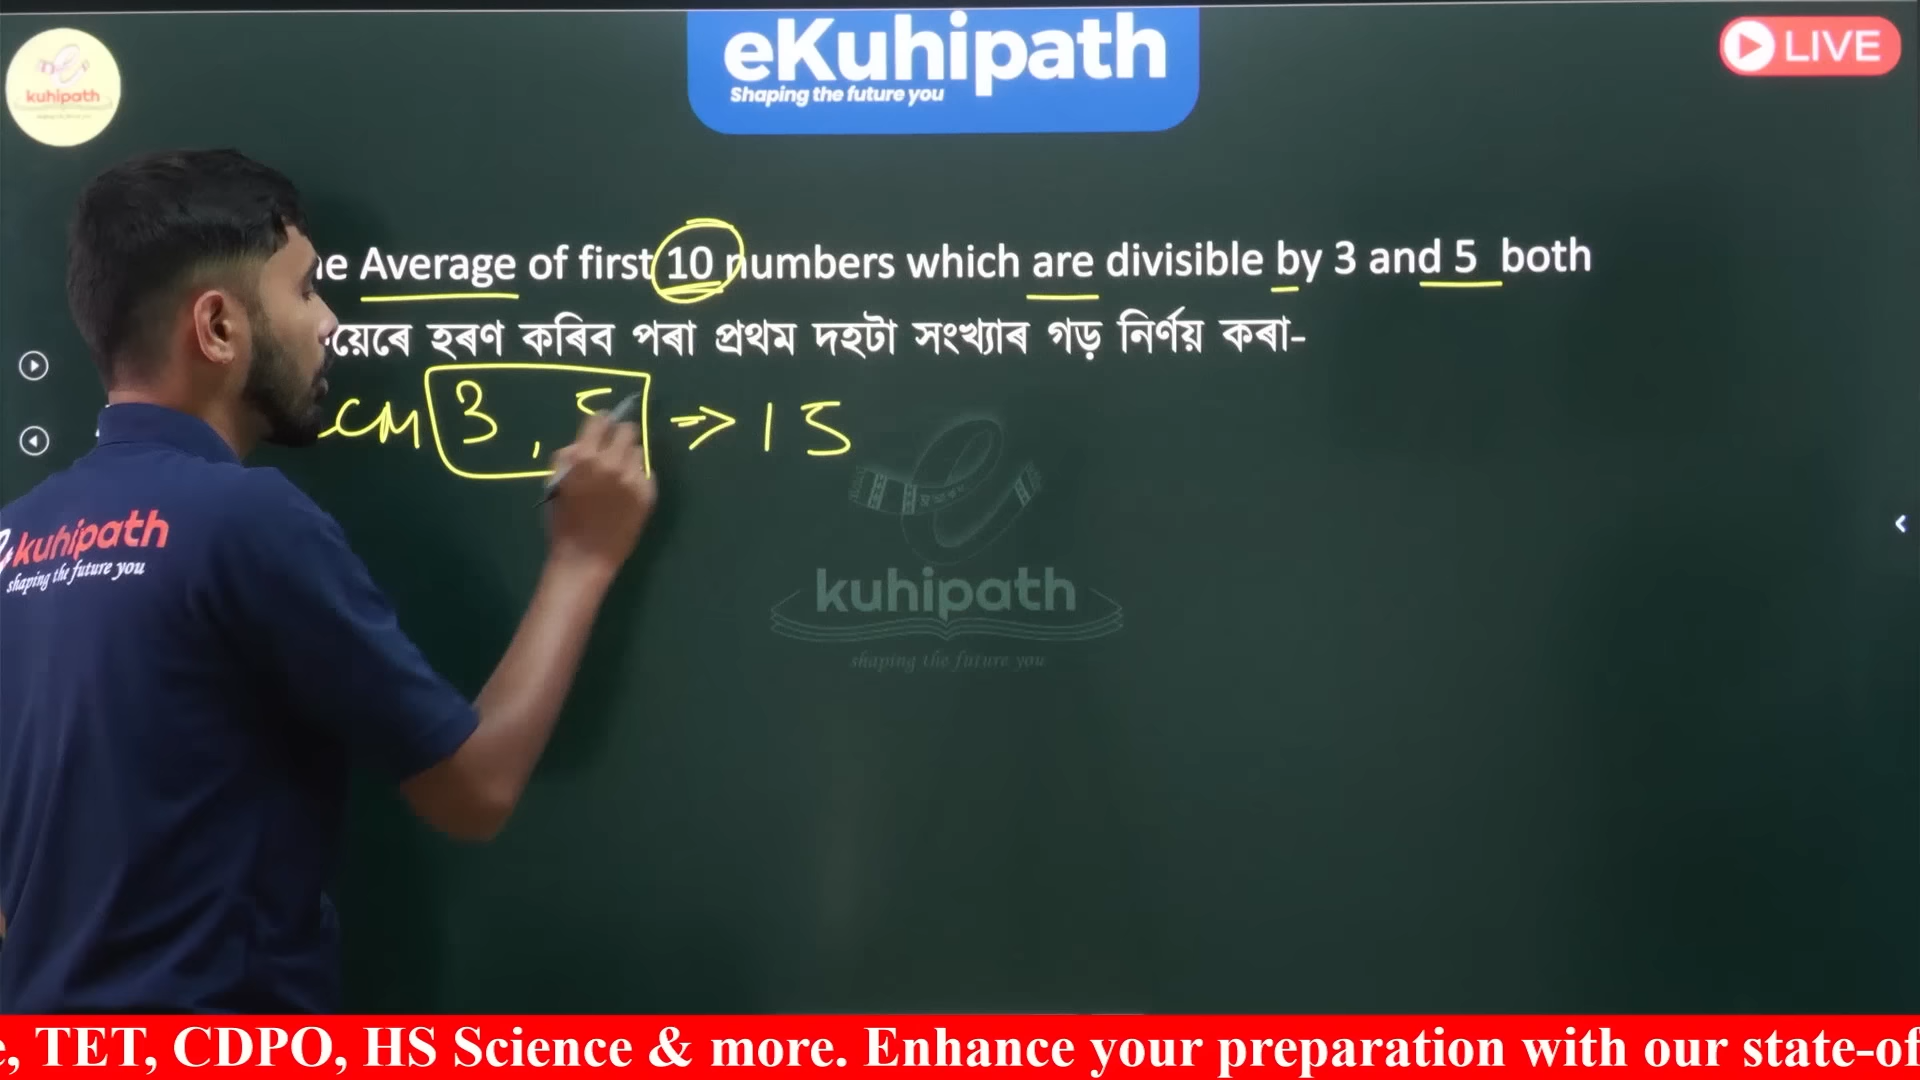 eKuhipath
Shaping the future you
LIVE
kuhipath
Average of first 10 numbers which are divisible by 3 and 5 both
হৰণ কৰিব পৰা প্ৰথম দহটা সংখ্যাৰ গড় নিৰ্ণয় কৰা-
3, 5 => 15
kuhipath
shaping the future you
kuhipath
shaping the future you
TET, CDPO, HS Science & more. Enhance your preparation with our state-of